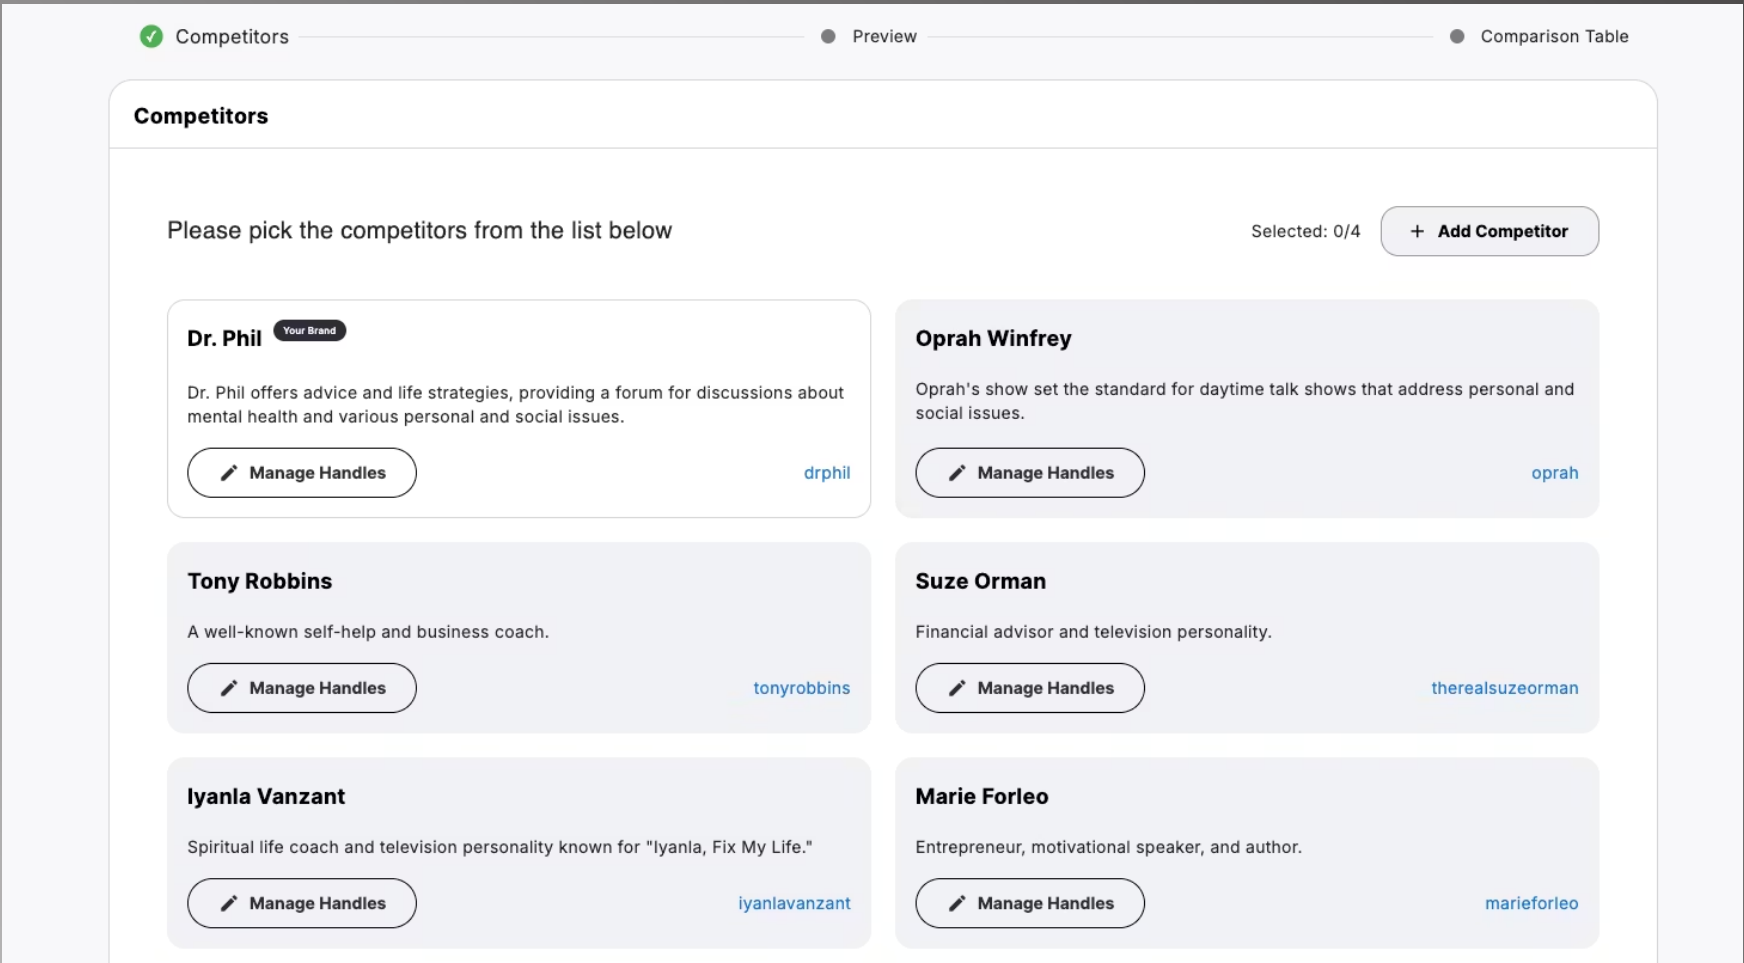 Competitors
Preview
Comparison Table
Competitors
Please pick the competitors from the list below
Selected: 0/4
+ Add Competitor
Dr. Phil
Your Brand
Dr. Phil offers advice and life strategies, providing a forum for discussions about
mental health and various personal and social issues.
Manage Handles
drphil
Oprah Winfrey
Oprah's show set the standard for daytime talk shows that address personal and
social issues.
Manage Handles
oprah
Tony Robbins
A well-known self-help and business coach.
Manage Handles
tonyrobbins
Suze Orman
Financial advisor and television personality.
Manage Handles
therealsuzeorman
Iyanla Vanzant
Spiritual life coach and television personality known for "Iyanla, Fix My Life."
Manage Handles
iyanlavanzant
Marie Forleo
Entrepreneur, motivational speaker, and author.
Manage Handles
marieforleo